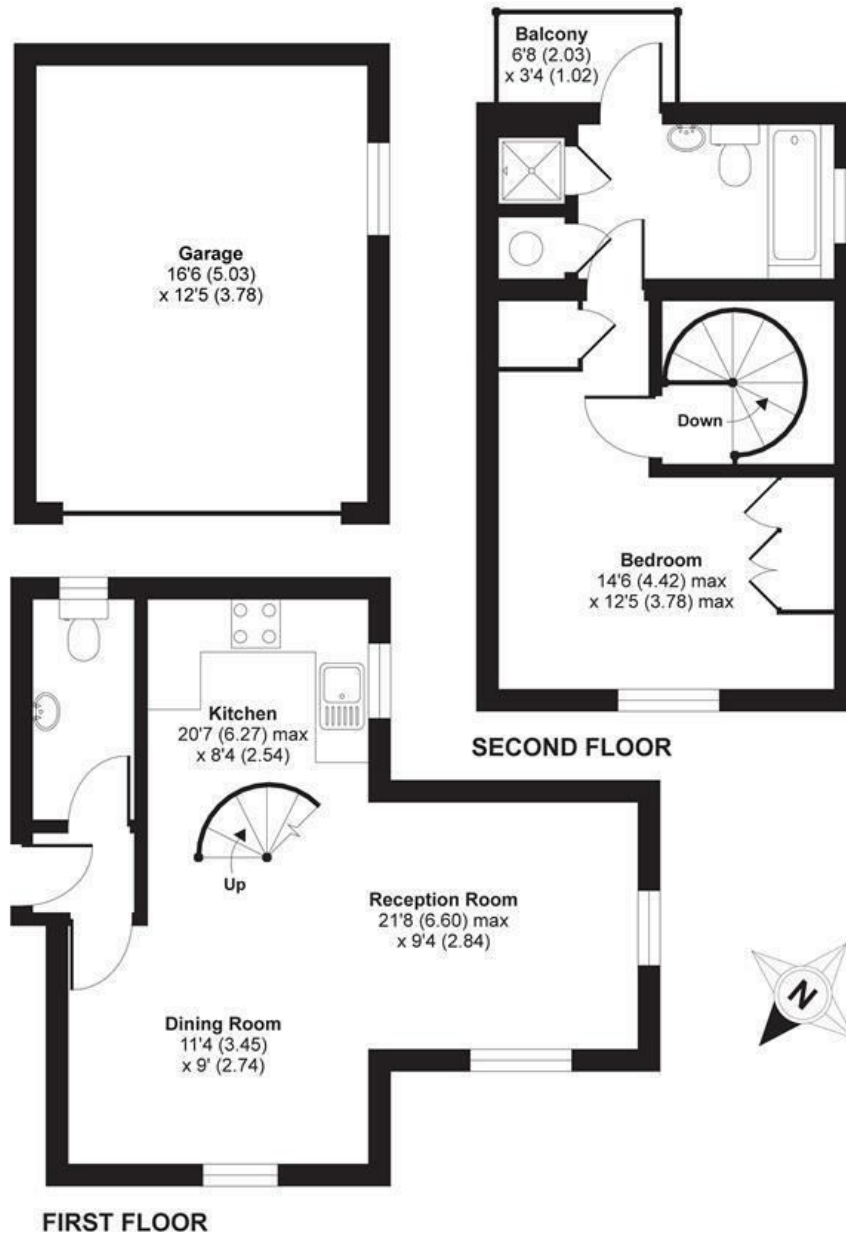 Balcony
6'8 (2.03)
x 3'4 (1.02)
Garage
16'6 (5.03)
x 12'5 (3.78)
Down
Bedroom
14'6 (4.42) max
x 12'5 (3.78) max
SECOND FLOOR
Kitchen
20'7 (6.27) max
x 8'4 (2.54)
Up
Reception Room
21'8 (6.60) max
x 9'4 (2.84)
Dining Room
11'4 (3.45)
x 9' (2.74)
N
FIRST FLOOR